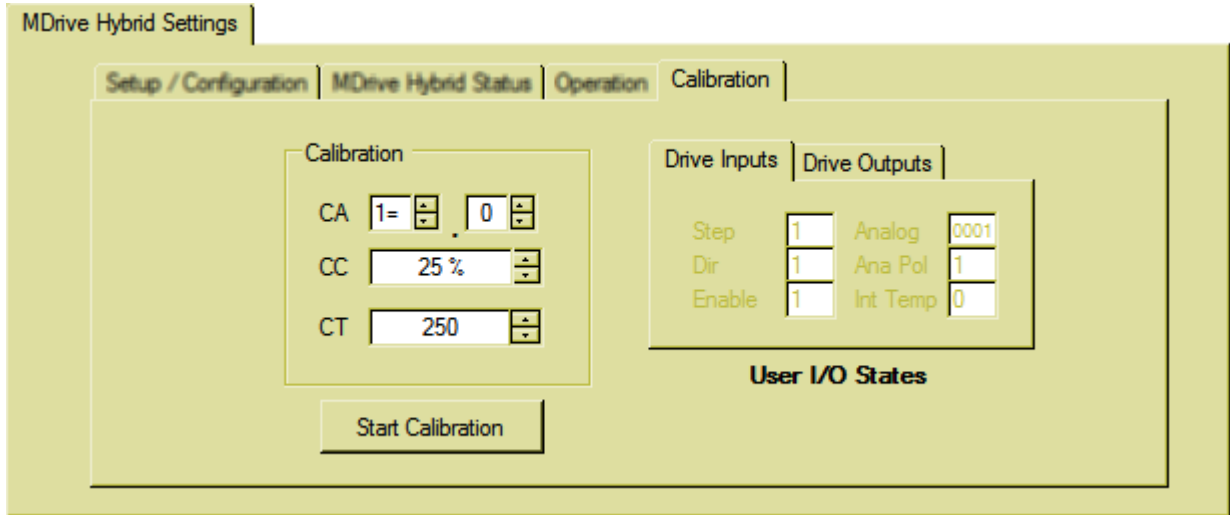 MDrive Hybrid Settings
Setup / Configuration MDrive Hybrid Status Operation Calibration
Calibration
CA 1= . 0
CC 25 %
CT 250
Start Calibration
Drive Inputs Drive Outputs
Step 1 Analog 0001
Dir 1 Ana Pol 1
Enable 1 Int Temp 0
User I/O States